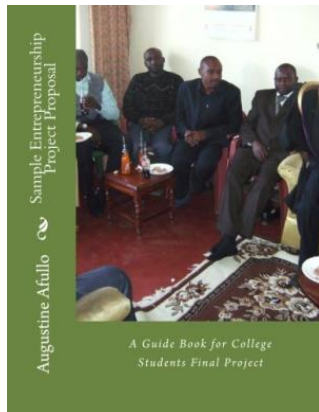 Sample Entrepreneurship
Project Proposal
Augustine Afullo
A Guide Book for College
Students Final Project